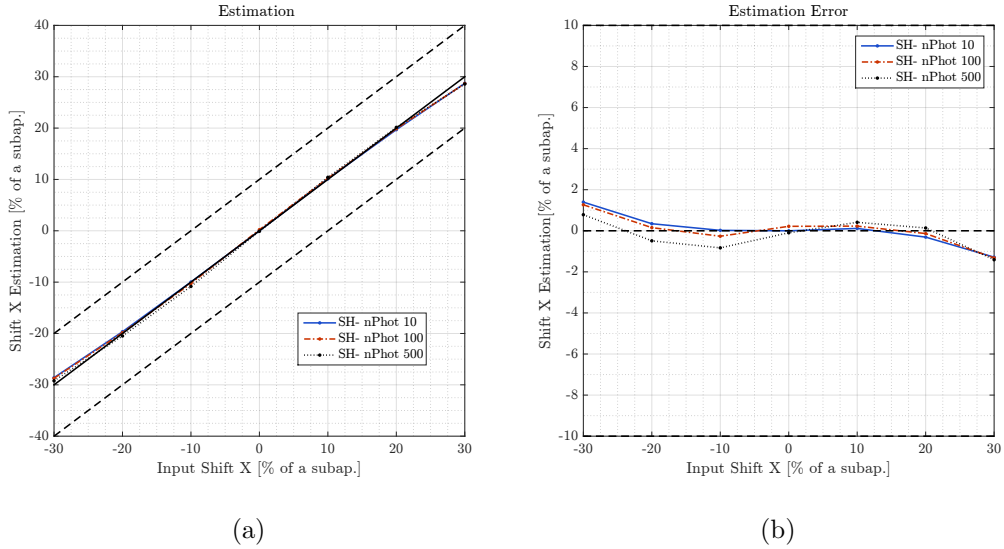 Estimation
40
30
20
10
0
-10
-20
-30
-40
Shift X Estimation [% of a subap.]
SH- nPhot 10
SH- nPhot 100
SH- nPhot 500
-30 -20 -10 0 10 20 30
Input Shift X [% of a subap.]
(a)
Estimation Error
10
8
6
4
2
0
-2
-4
-6
-8
-10
Shift X Estimation[% of a subap.]
SH- nPhot 10
SH- nPhot 100
SH- nPhot 500
-30 -20 -10 0 10 20 30
Input Shift X [% of a subap.]
(b)